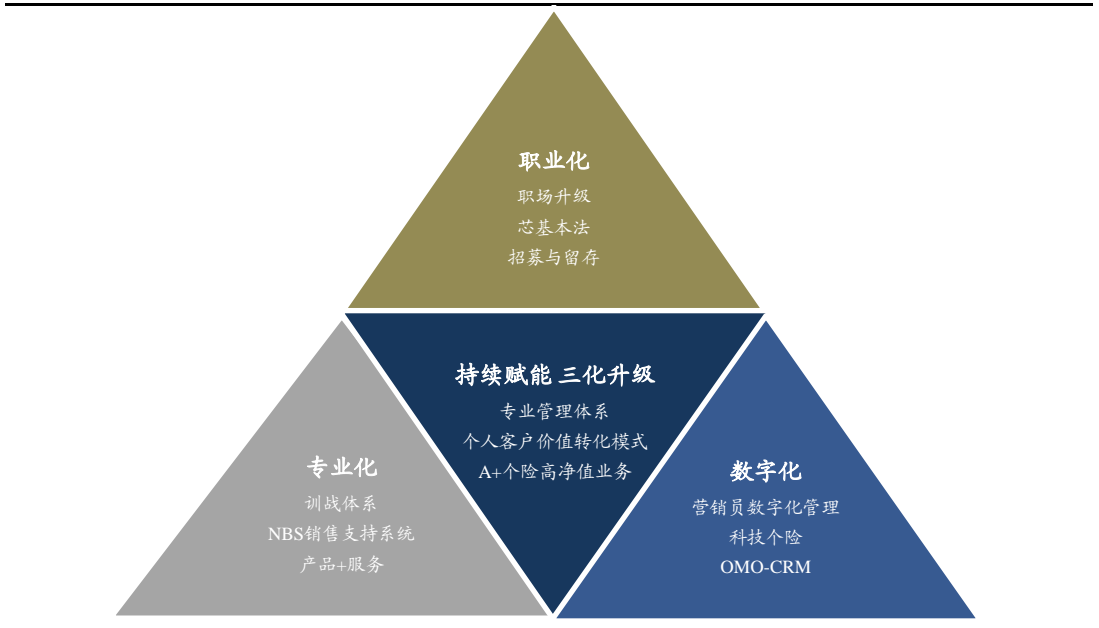 职业化
职场升级
芯基本法
招募与留存
持续赋能 三化升级
专业管理体系
个人客户价值转化模式
A+个险高净值业务
专业化
训战体系
NBS销售支持系统
产品+服务
数字化
营销员数字化管理
科技个险
OMO-CRM